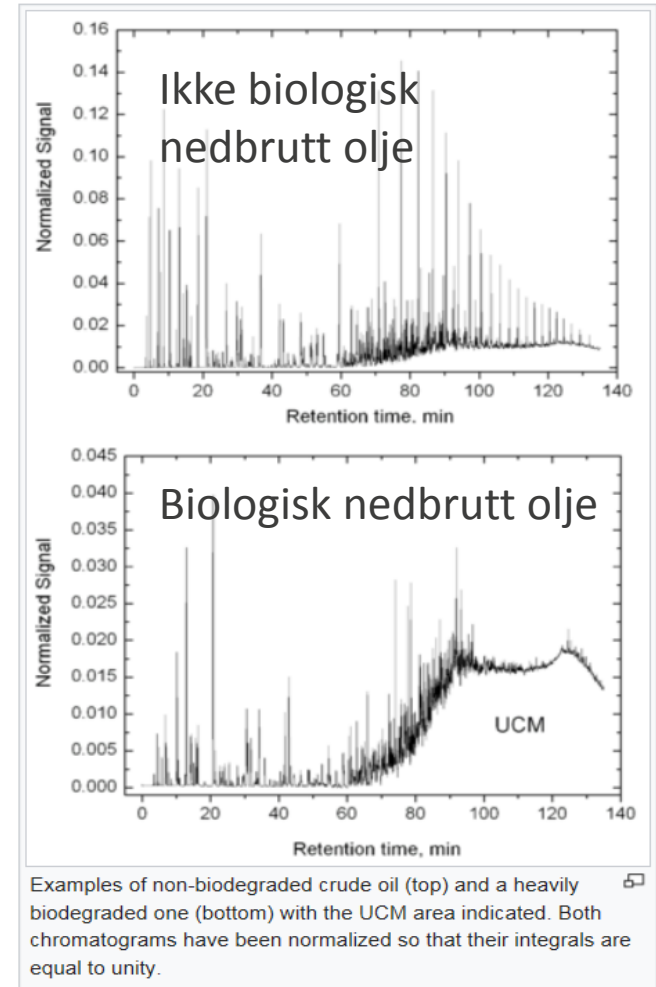 0.16
0.14
0.12
0.10
0.08
0.06
0.04
0.02
0.00
Normalized Signal
Ikke biologisk
nedbrutt olje
0 20 40 60 80 100 120 140
Retention time, min
0.045
0.040
0.035
0.030
0.025
0.020
0.015
0.010
0.005
0.000
Normalized Signal
Biologisk nedbrutt olje
UCM
0 20 40 60 80 100 120 140
Retention time, min
Examples of non-biodegraded crude oil (top) and a heavily
biodegraded one (bottom) with the UCM area indicated. Both
chromatograms have been normalized so that their integrals are
equal to unity.